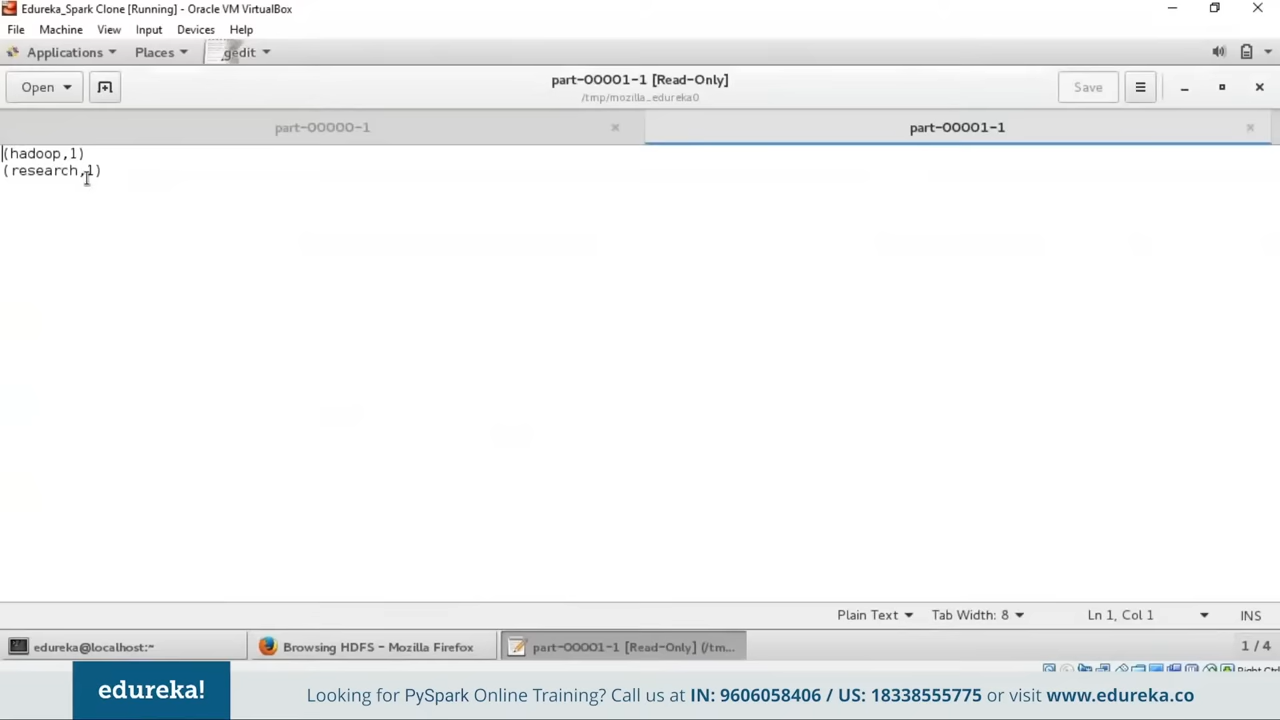 Edureka_Spark Clone [Running] - Oracle VM VirtualBox
File Machine View Input Devices Help
Applications Places gedit
Open part-00001-1 [Read-Only] Save
/tmp/mozilla_edureka0
part-00000-1 part-00001-1
(hadoop,1)
(research,1)
Plain Text Tab Width: 8 Ln 1, Col 1 INS
edureka@localhost:~ Browsing HDFS - Mozilla Firefox part-00001-1 [Read-Only] (/tm... 1 / 4
edureka! Looking for PySpark Online Training? Call us at IN: 9606058406 / US: 18338555775 or visit www.edureka.co